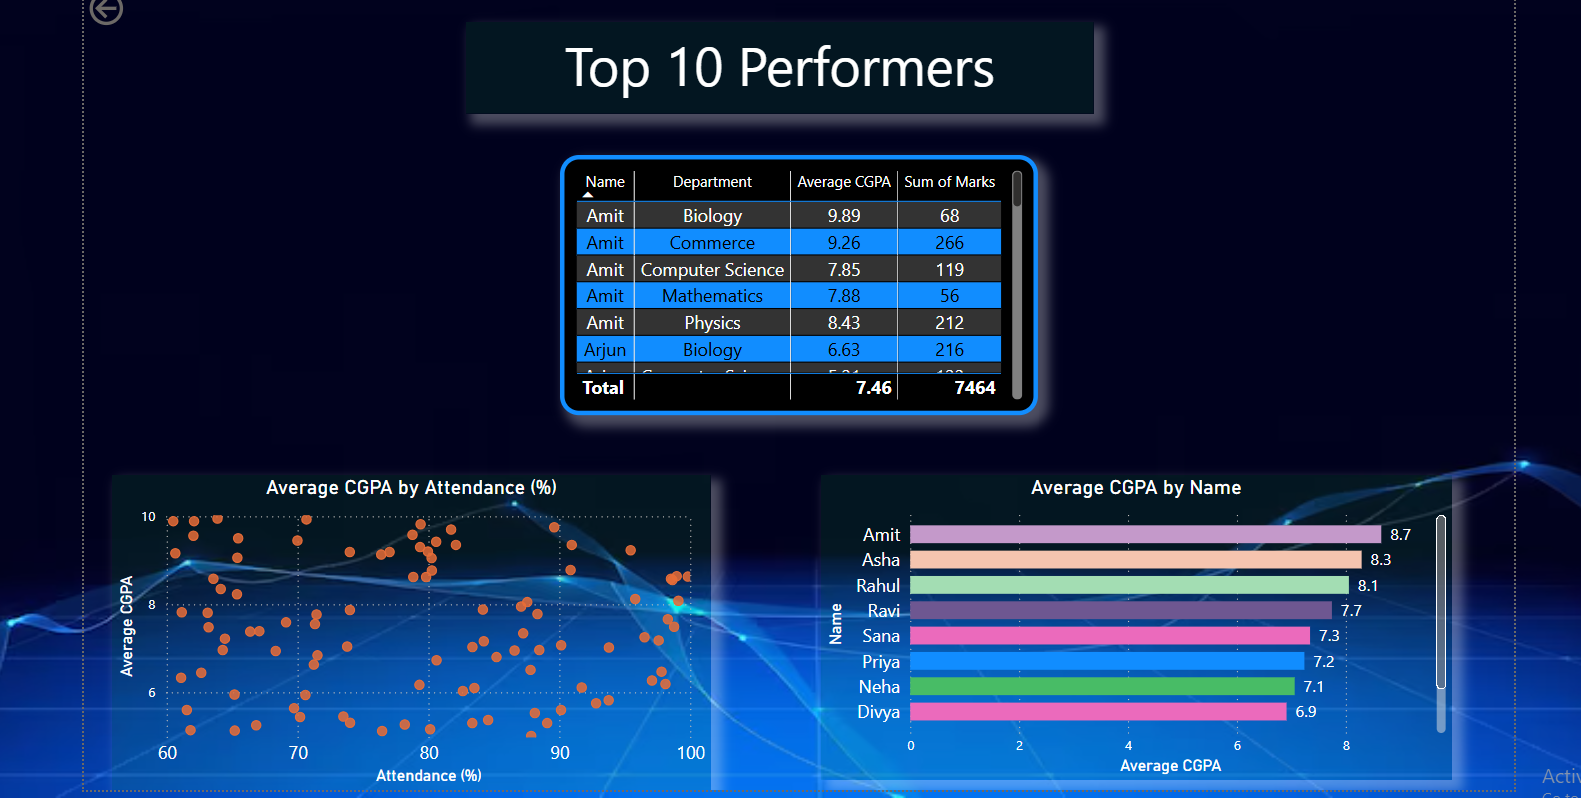 Top 10 Performers
Name Department Average CGPA Sum of Marks
Amit Biology 9.89 68
Amit Commerce 9.26 266
Amit Computer Science 7.85 119
Amit Mathematics 7.88 56
Amit Physics 8.43 212
Arjun Biology 6.63 216
Total 7.46 7464
Average CGPA by Attendance (%)
10
8
6
Average CGPA
60 70 80 90 100
Attendance (%)
Average CGPA by Name
Name
Amit 8.7
Asha 8.3
Rahul 8.1
Ravi 7.7
Sana 7.3
Priya 7.2
Neha 7.1
Divya 6.9
0 2 4 6 8
Average CGPA